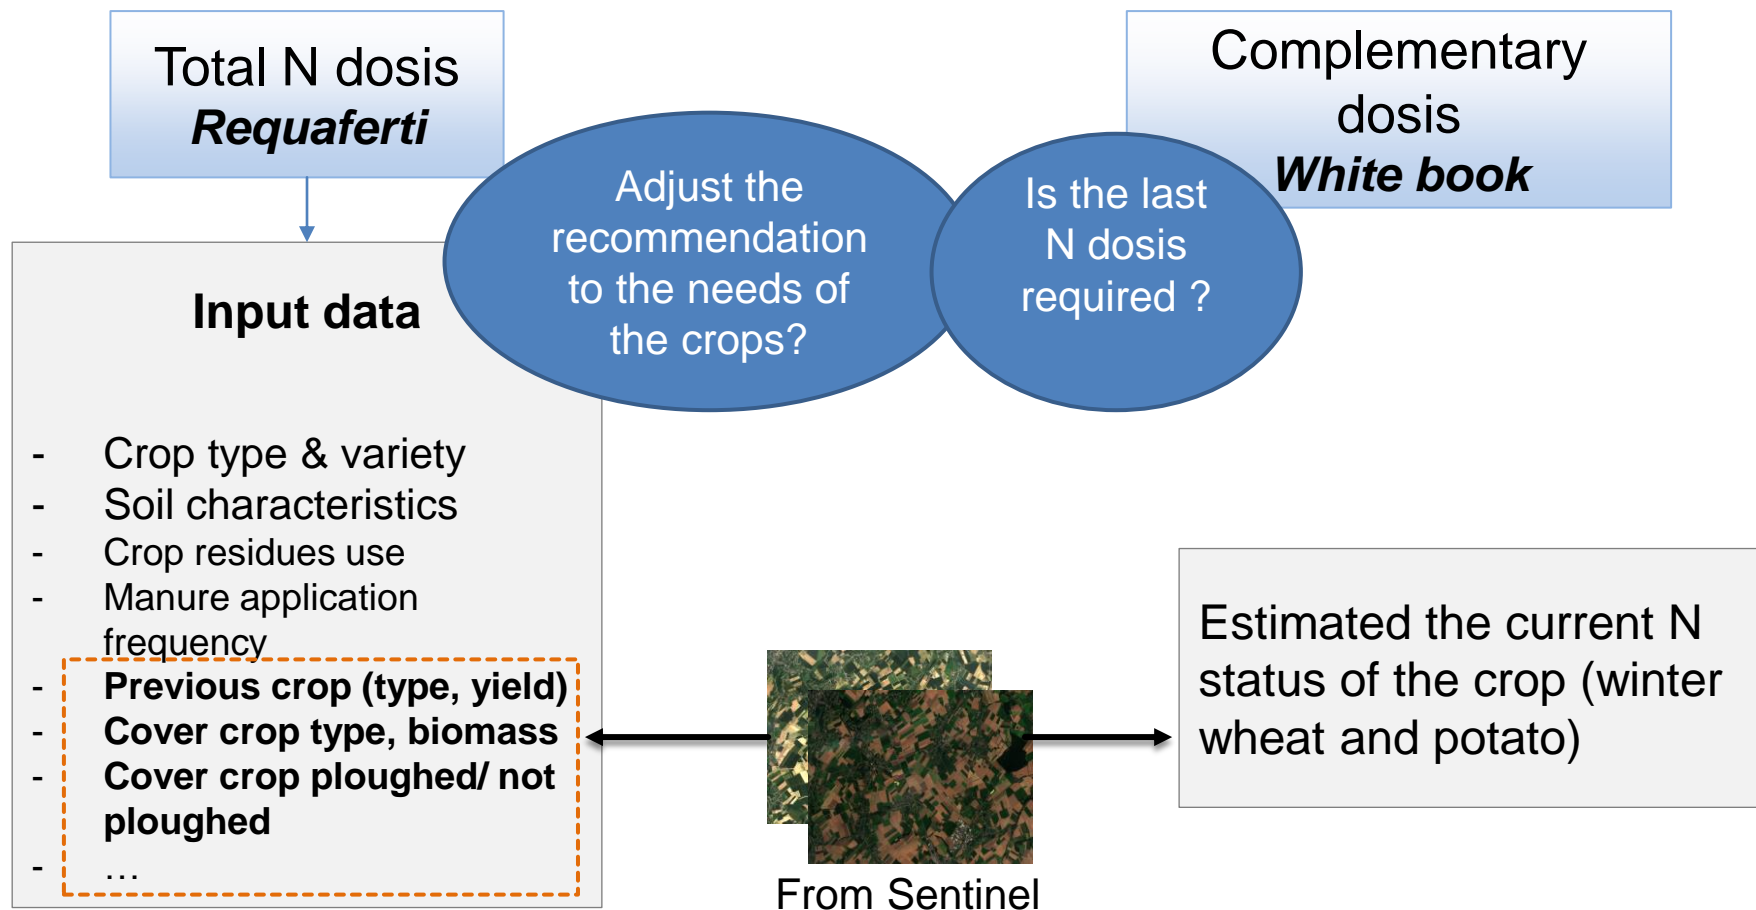 Total N dosis
Requaferti
Complementary
dosis
White book
Adjust the
recommendation
to the needs of
the crops?
Is the last
N dosis
required ?
Input data
- Crop type & variety
- Soil characteristics
- Crop residues use
- Manure application
frequency
- Previous crop (type, yield)
- Cover crop type, biomass
- Cover crop ploughed/ not
ploughed
- …
Estimated the current N
status of the crop (winter
wheat and potato)
From Sentinel